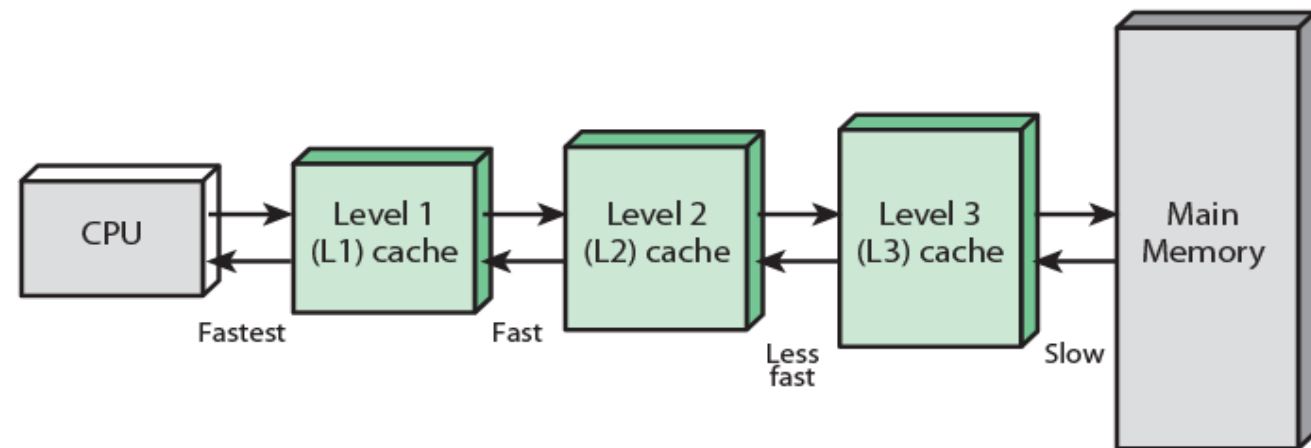 CPU
Level 1
(L1) cache
Level 2
(L2) cache
Level 3
(L3) cache
Main
Memory
Fastest
Fast
Less
fast
Slow